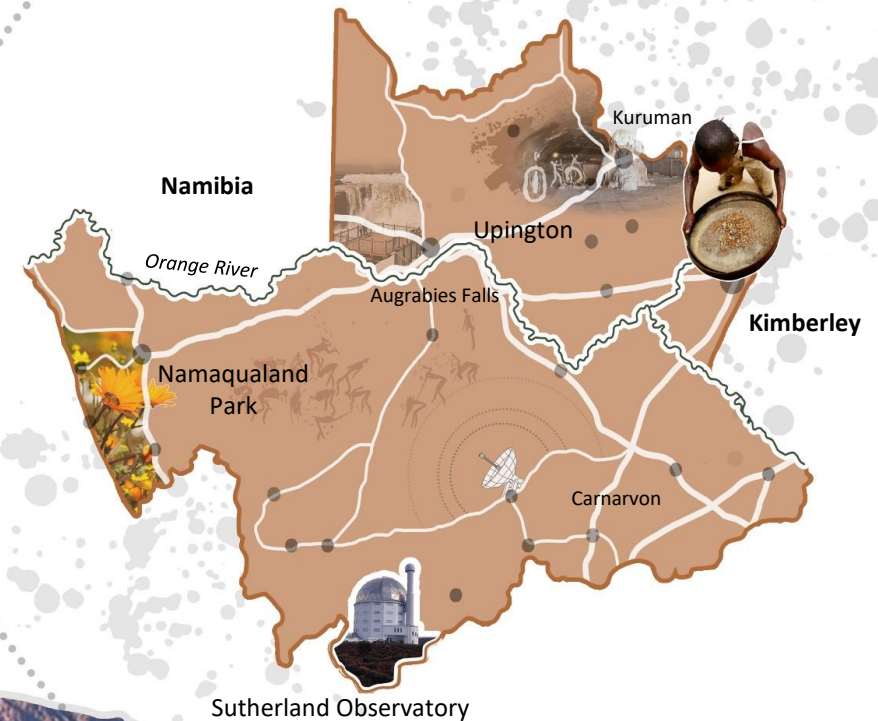 Kuruman
Namibia
Upington
Orange River
Augrabies Falls
Kimberley
Namaqualand
Park
Carnarvon
Sutherland Observatory